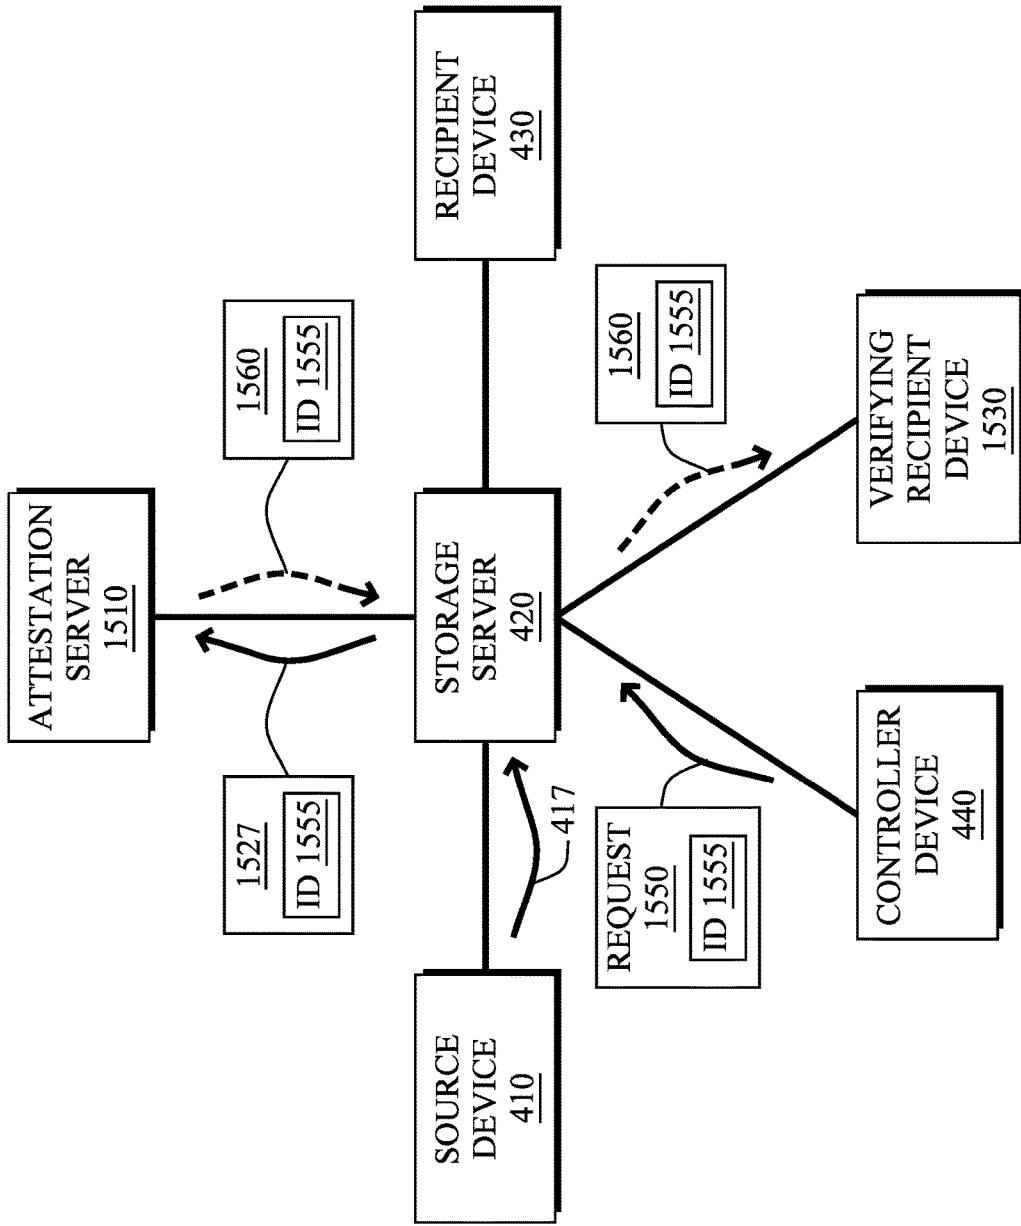 ATTESTATION
SERVER
1510
1527
ID 1555
1560
ID 1555
SOURCE
DEVICE
410
417
STORAGE
SERVER
420
RECIPIENT
DEVICE
430
REQUEST
1550
ID 1555
1560
ID 1555
CONTROLLER
DEVICE
440
VERIFYING
RECIPIENT
DEVICE
1530